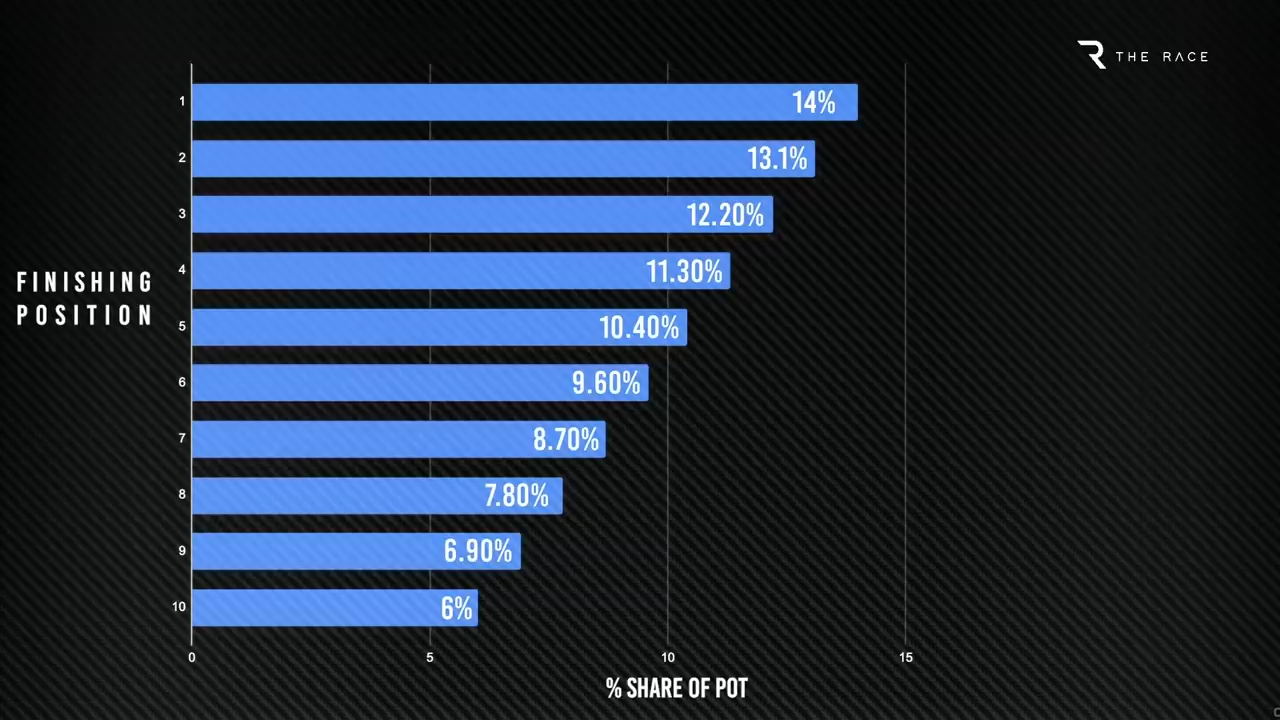 THE RACE
1 14%
2 13.1%
3 12.20%
4 11.30%
FINISHING
POSITION
5 10.40%
6 9.60%
7 8.70%
8 7.80%
9 6.90%
10 6%
0 5 10 15
% SHARE OF POT